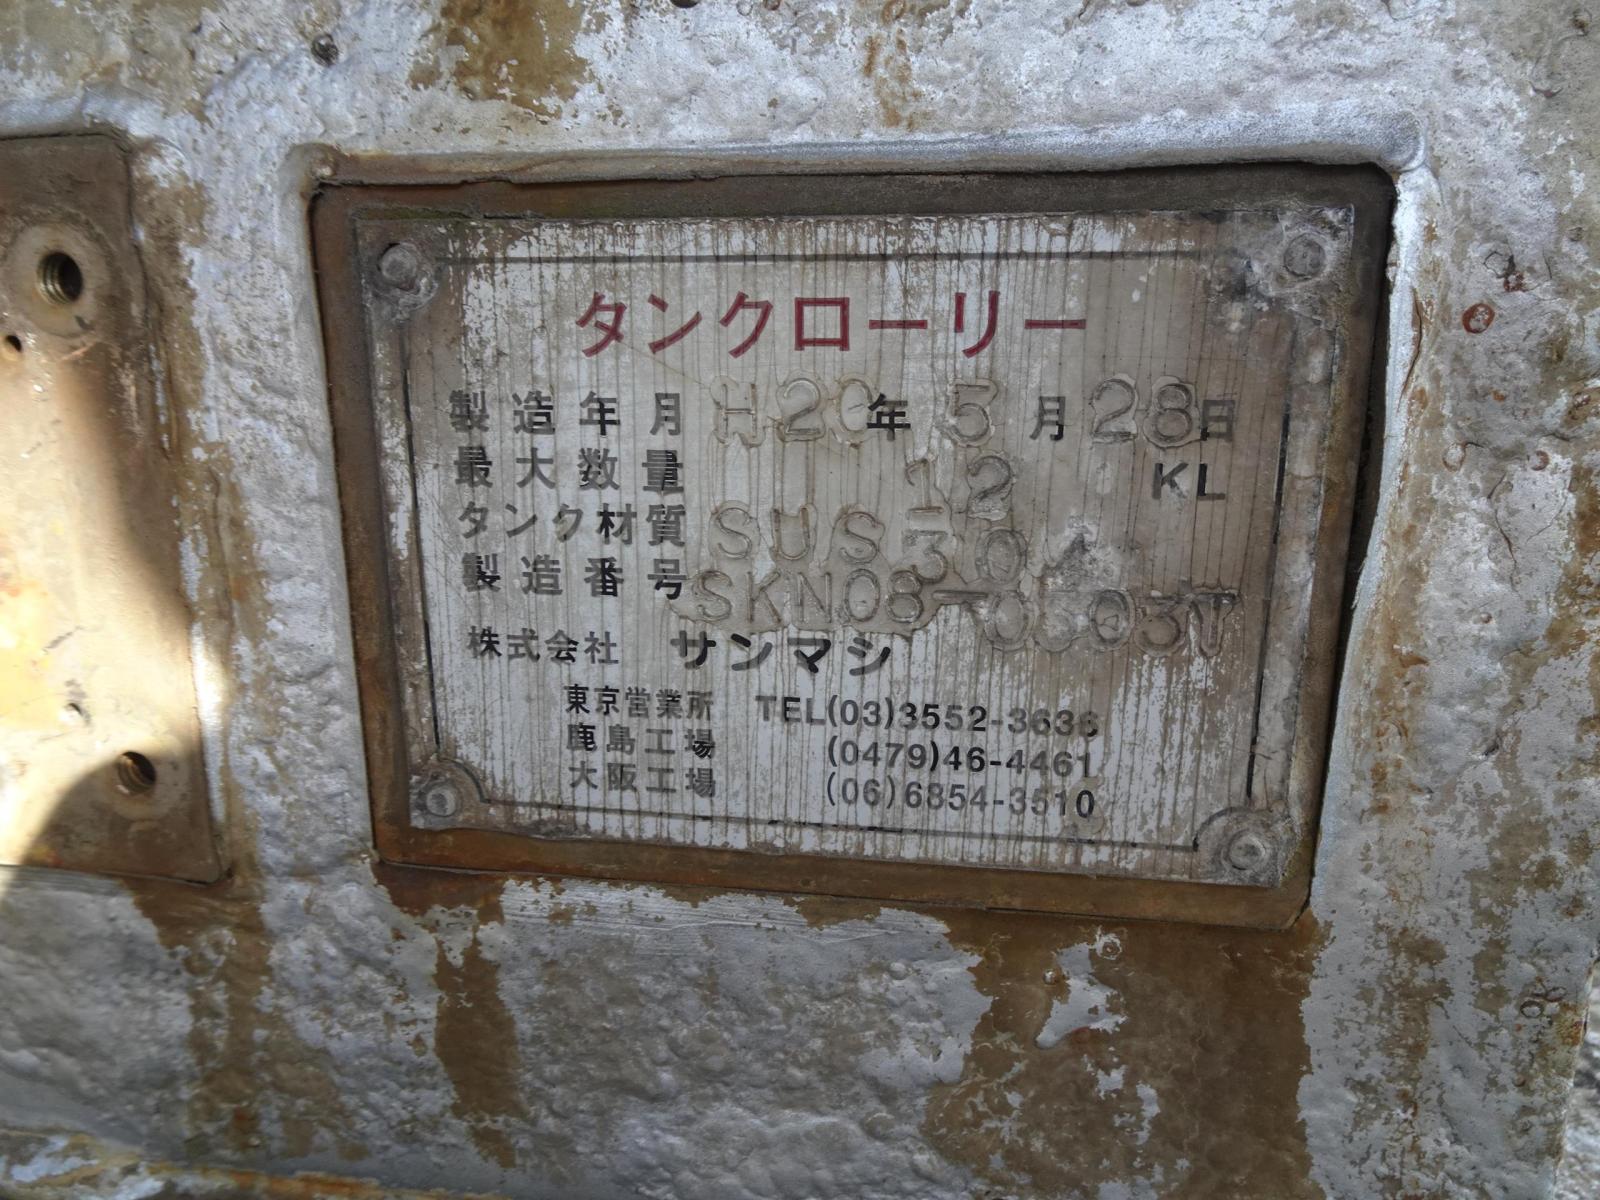 タンクローリー
製造年月 H20年 5月 28日
最大数量 12 KL
タンク材質 SUS304
製造番号 SKN08-0503T
株式会社 サンマシ
東京営業所 TEL(03)3552-3636
鹿島工場 (0479)46-4461
大阪工場 (06)6854-3510